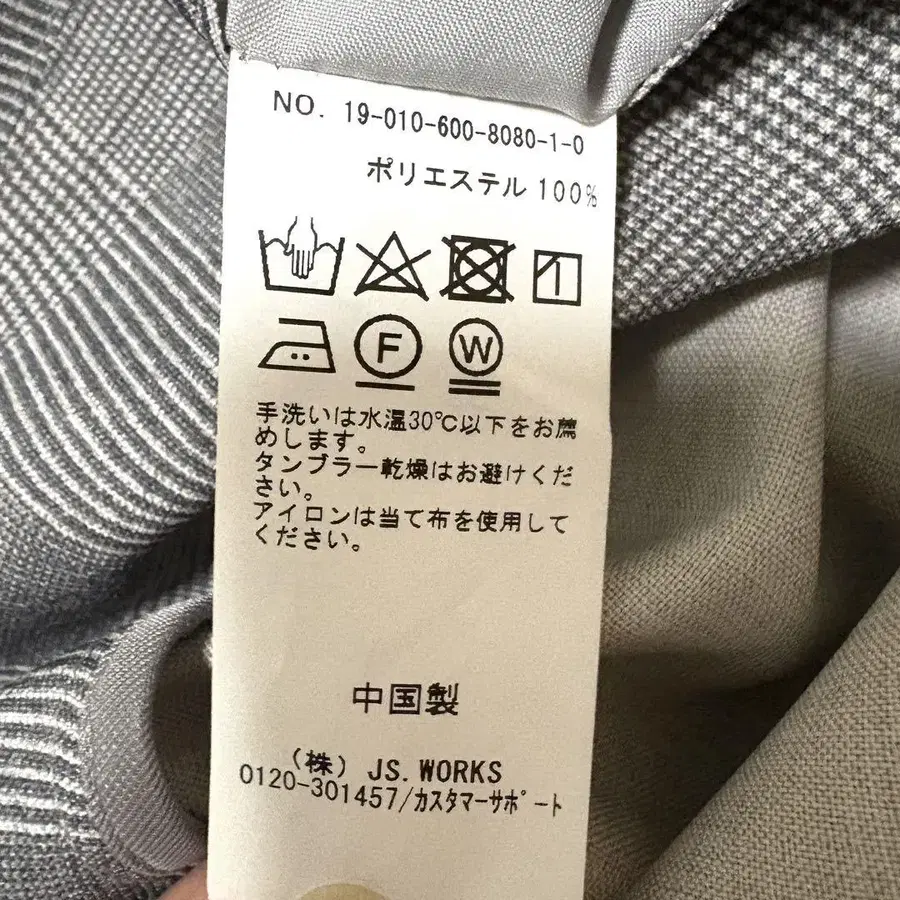 NO. 19-010-600-8080-1-0
ポリエステル 100%
F
W
手洗いは水温30℃以下をお薦
めします。
タンブラー乾燥はお避けくだ
さい。
アイロンは当て布を使用して
ください。
中国製
(株) JS.WORKS
0120-301457/カスタマーサポート